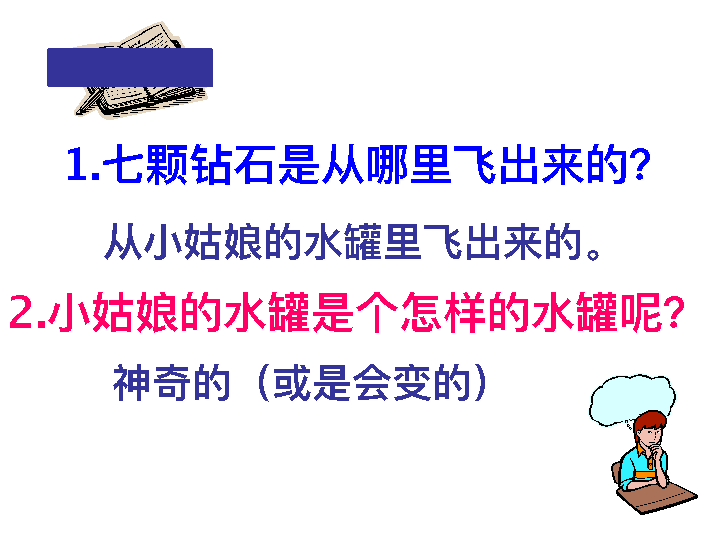 1.七颗钻石是从哪里飞出来的?
从小姑娘的水罐里飞出来的。
2.小姑娘的水罐是个怎样的水罐呢?
神奇的（或是会变的）